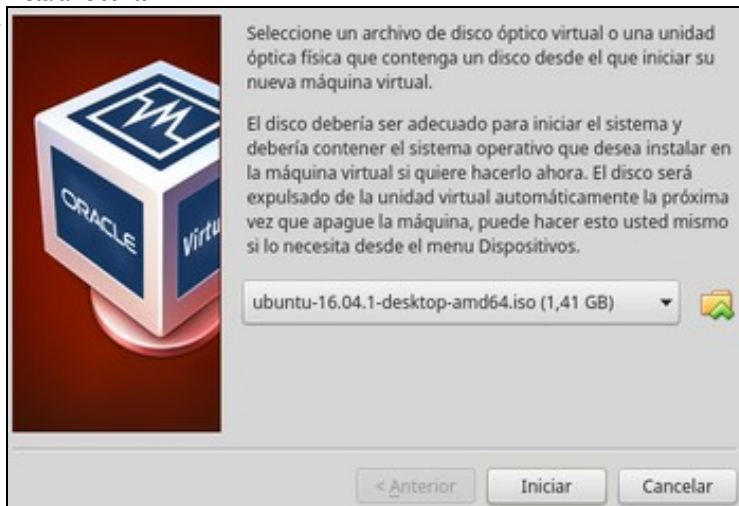 Seleccione un archivo de disco óptico virtual o una unidad
óptica física que contenga un disco desde el que iniciar su
nueva máquina virtual.
El disco debería ser adecuado para iniciar el sistema y
debería contener el sistema operativo que desea instalar en
la máquina virtual si quiere hacerlo ahora. El disco será
expulsado de la unidad virtual automáticamente la próxima
vez que apague la máquina, puede hacer esto usted mismo
si lo necesita desde el menu Dispositivos.
ORACLE
Virtu
ubuntu-16.04.1-desktop-amd64.iso (1,41 GB)
< Anterior
Iniciar
Cancelar